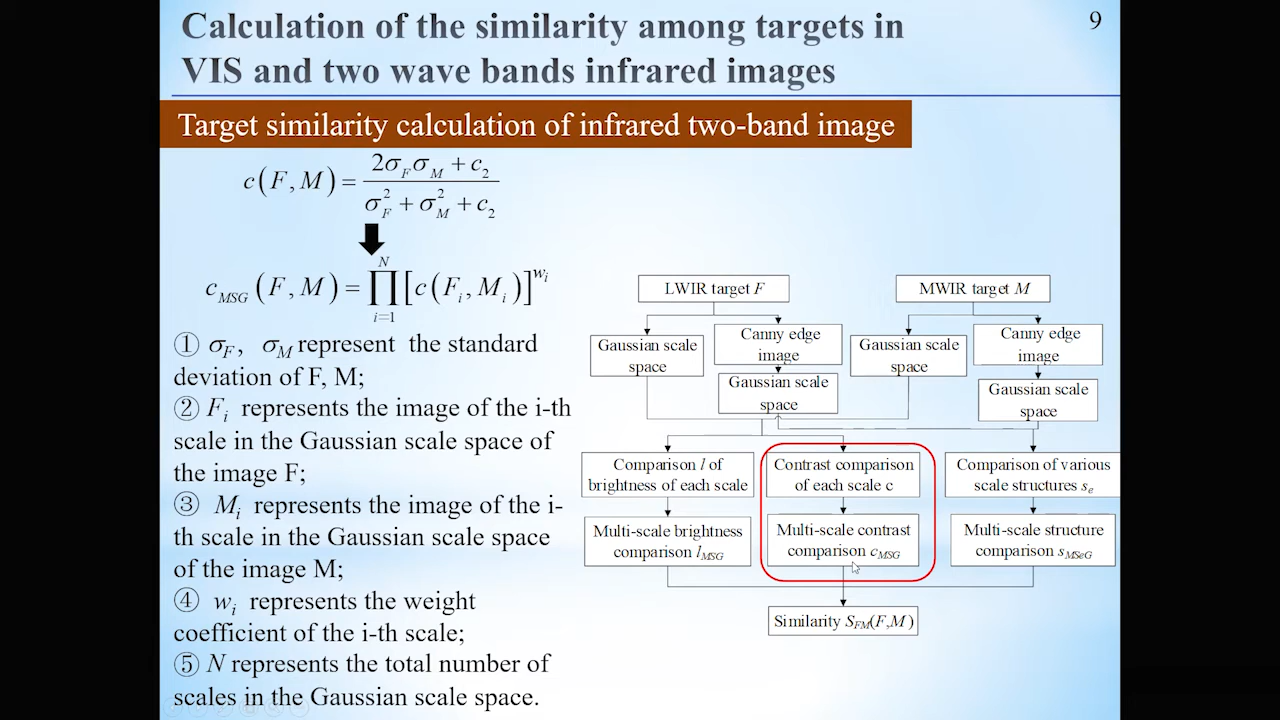 Calculation of the similarity among targets in
VIS and two wave bands infrared images
9
Target similarity calculation of infrared two-band image
c(F,M) = (2σ_F σ_M + c_2) / (σ_F^2 + σ_M^2 + c_2)
c_MSG (F,M) = ∏_{i=1}^{N} [c(F_i,M_i)]^{w_i}
① σ_F, σ_M represent the standard
deviation of F, M;
② F_i represents the image of the i-th
scale in the Gaussian scale space of
the image F;
③ M_i represents the image of the i-
th scale in the Gaussian scale space
of the image M;
④ w_i represents the weight
coefficient of the i-th scale;
⑤ N represents the total number of
scales in the Gaussian scale space.
LWIR target F
MWIR target M
Gaussian scale
space
Canny edge
image
Gaussian scale
space
Canny edge
image
Gaussian scale
space
Gaussian scale
space
Comparison l of
brightness of each scale
Contrast comparison
of each scale c
Comparison of various
scale structures s_e
Multi-scale brightness
comparison l_MSG
Multi-scale contrast
comparison c_MSG
Multi-scale structure
comparison s_MSeG
Similarity S_FM(F,M)